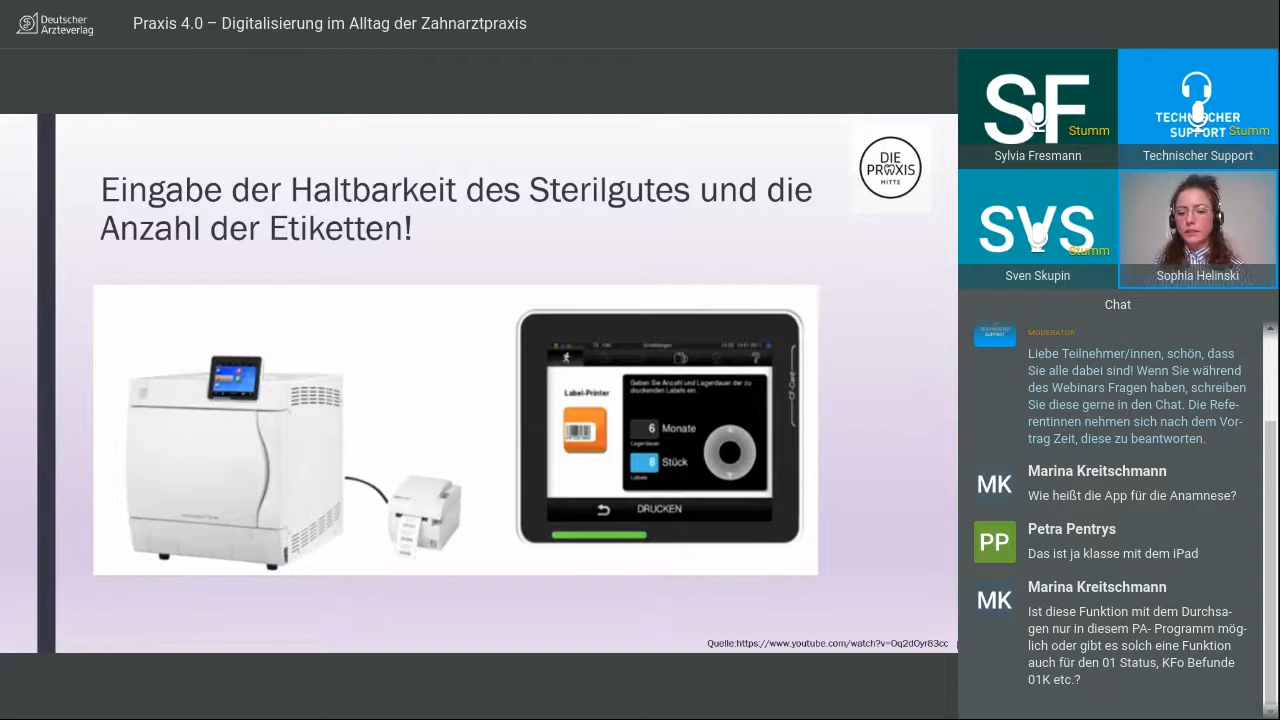 Deutscher
Ärzteverlag
Praxis 4.0 – Digitalisierung im Alltag der Zahnarztpraxis
DIE
PRAXIS
MITTE
Eingabe der Haltbarkeit des Sterilgutes und die
Anzahl der Etiketten!
Einstellungen
Label-Printer
Geben Sie Anzahl und Lagerdauer der zu
druckenden Labels ein.
6 Monate
Lagerdauer
8 Stück
Labels
DRUCKEN
CF-Card
Quelle:https://www.youtube.com/watch?v=Oq2dOyr83cc
SF
Stumm
Sylvia Fresmann
TECHNISCHER
SUPPORT
Stumm
Technischer Support
SVS
Stumm
Sven Skupin
Sophia Helinski
Chat
TECHNISCHER
SUPPORT
MODERATOR
Liebe Teilnehmer/innen, schön, dass
Sie alle dabei sind! Wenn Sie während
des Webinars Fragen haben, schreiben
Sie diese gerne in den Chat. Die Refe-
rentinnen nehmen sich nach dem Vor-
trag Zeit, diese zu beantworten.
MK
Marina Kreitschmann
Wie heißt die App für die Anamnese?
PP
Petra Pentrys
Das ist ja klasse mit dem iPad
MK
Marina Kreitschmann
Ist diese Funktion mit dem Durchsa-
gen nur in diesem PA- Programm mög-
lich oder gibt es solch eine Funktion
auch für den 01 Status, KFo Befunde
01K etc.?